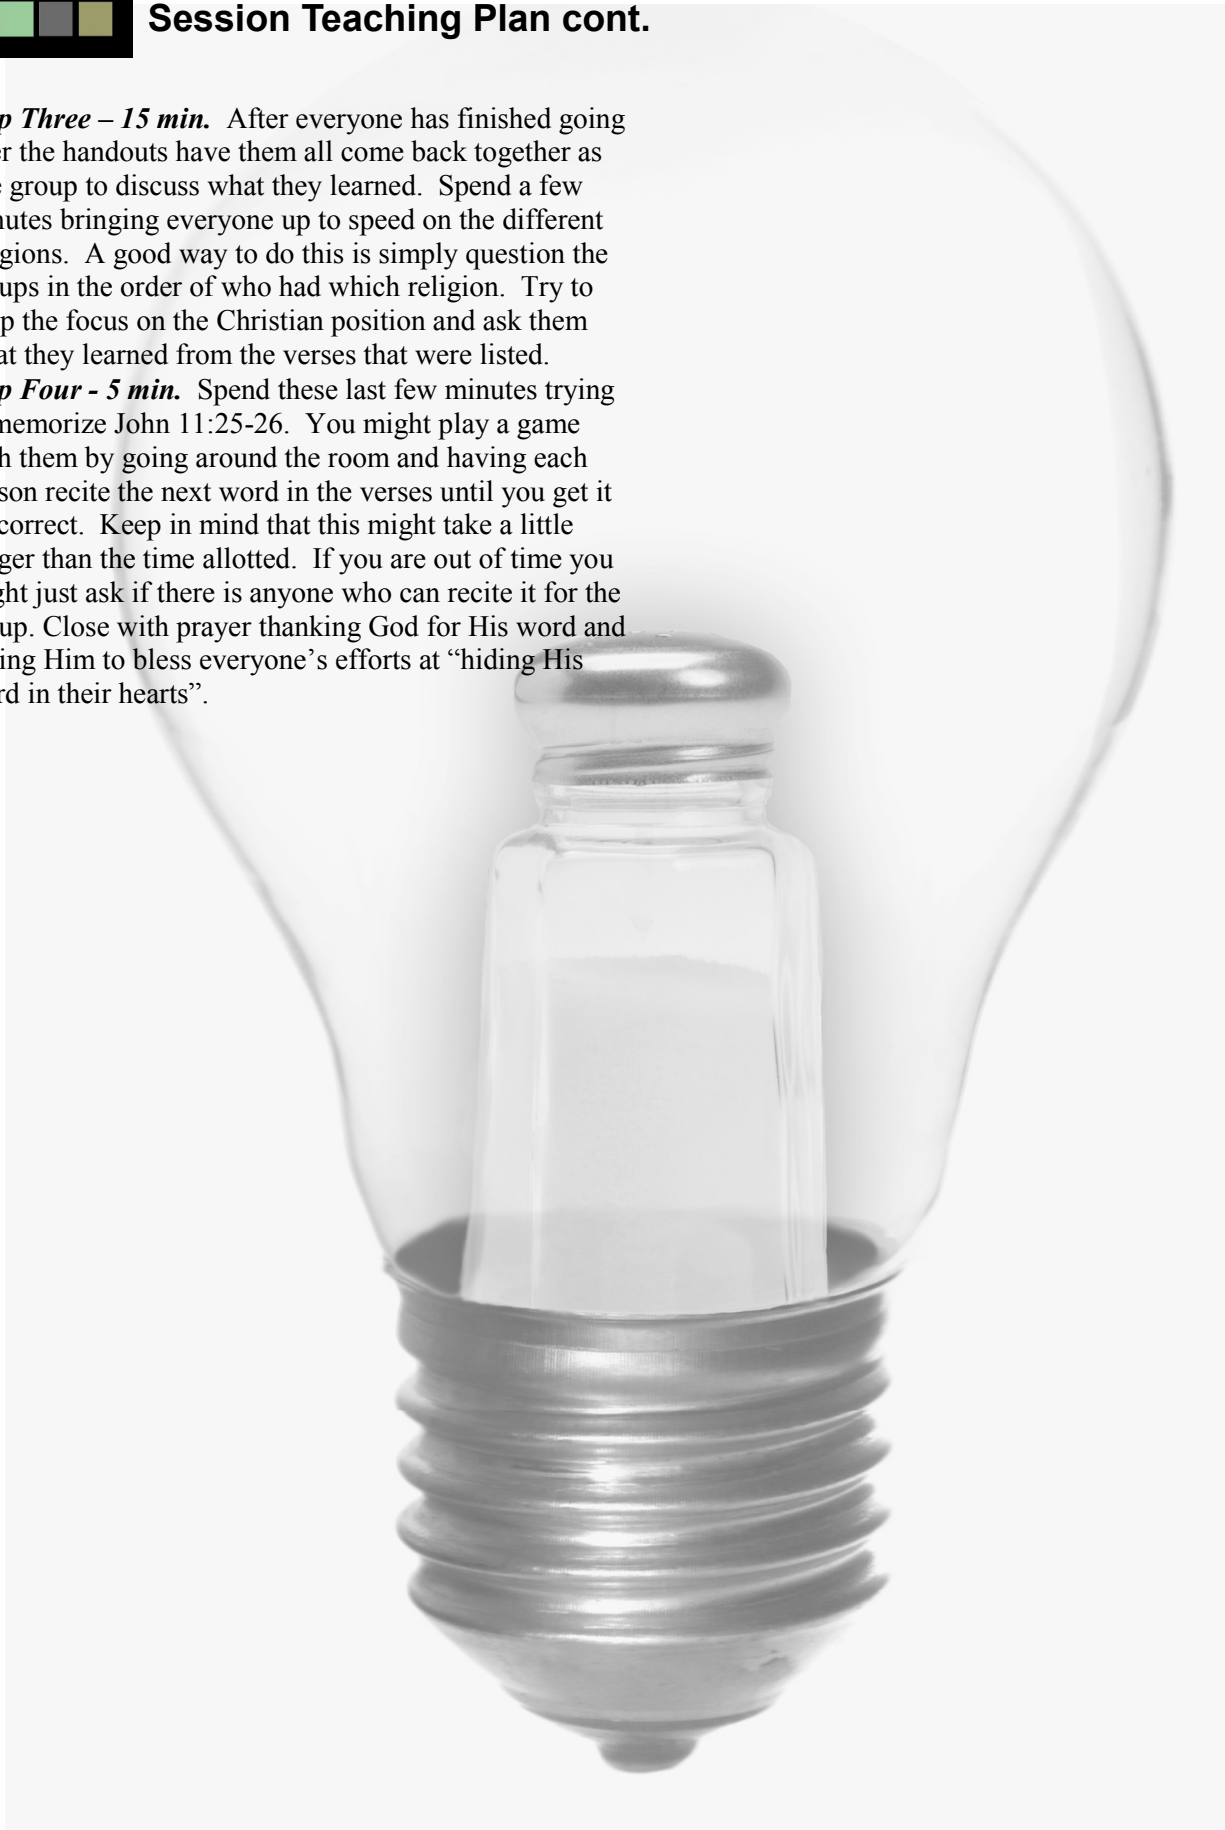 Session Teaching Plan cont.
p Three – 15 min. After everyone has finished going
r the handouts have them all come back together as
e group to discuss what they learned. Spend a few
nutes bringing everyone up to speed on the different
gions. A good way to do this is simply question the
ups in the order of who had which religion. Try to
p the focus on the Christian position and ask them
at they learned from the verses that were listed.
p Four - 5 min. Spend these last few minutes trying
memorize John 11:25-26. You might play a game
h them by going around the room and having each
son recite the next word in the verses until you get it
correct. Keep in mind that this might take a little
ger than the time allotted. If you are out of time you
ght just ask if there is anyone who can recite it for the
up. Close with prayer thanking God for His word and
ing Him to bless everyone’s efforts at “hiding His
rd in their hearts”.